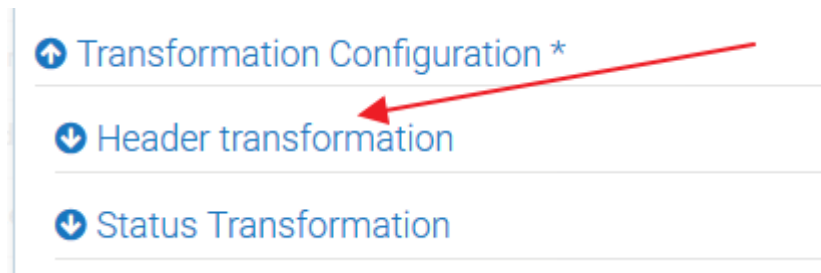 Transformation Configuration *
Header transformation
Status Transformation